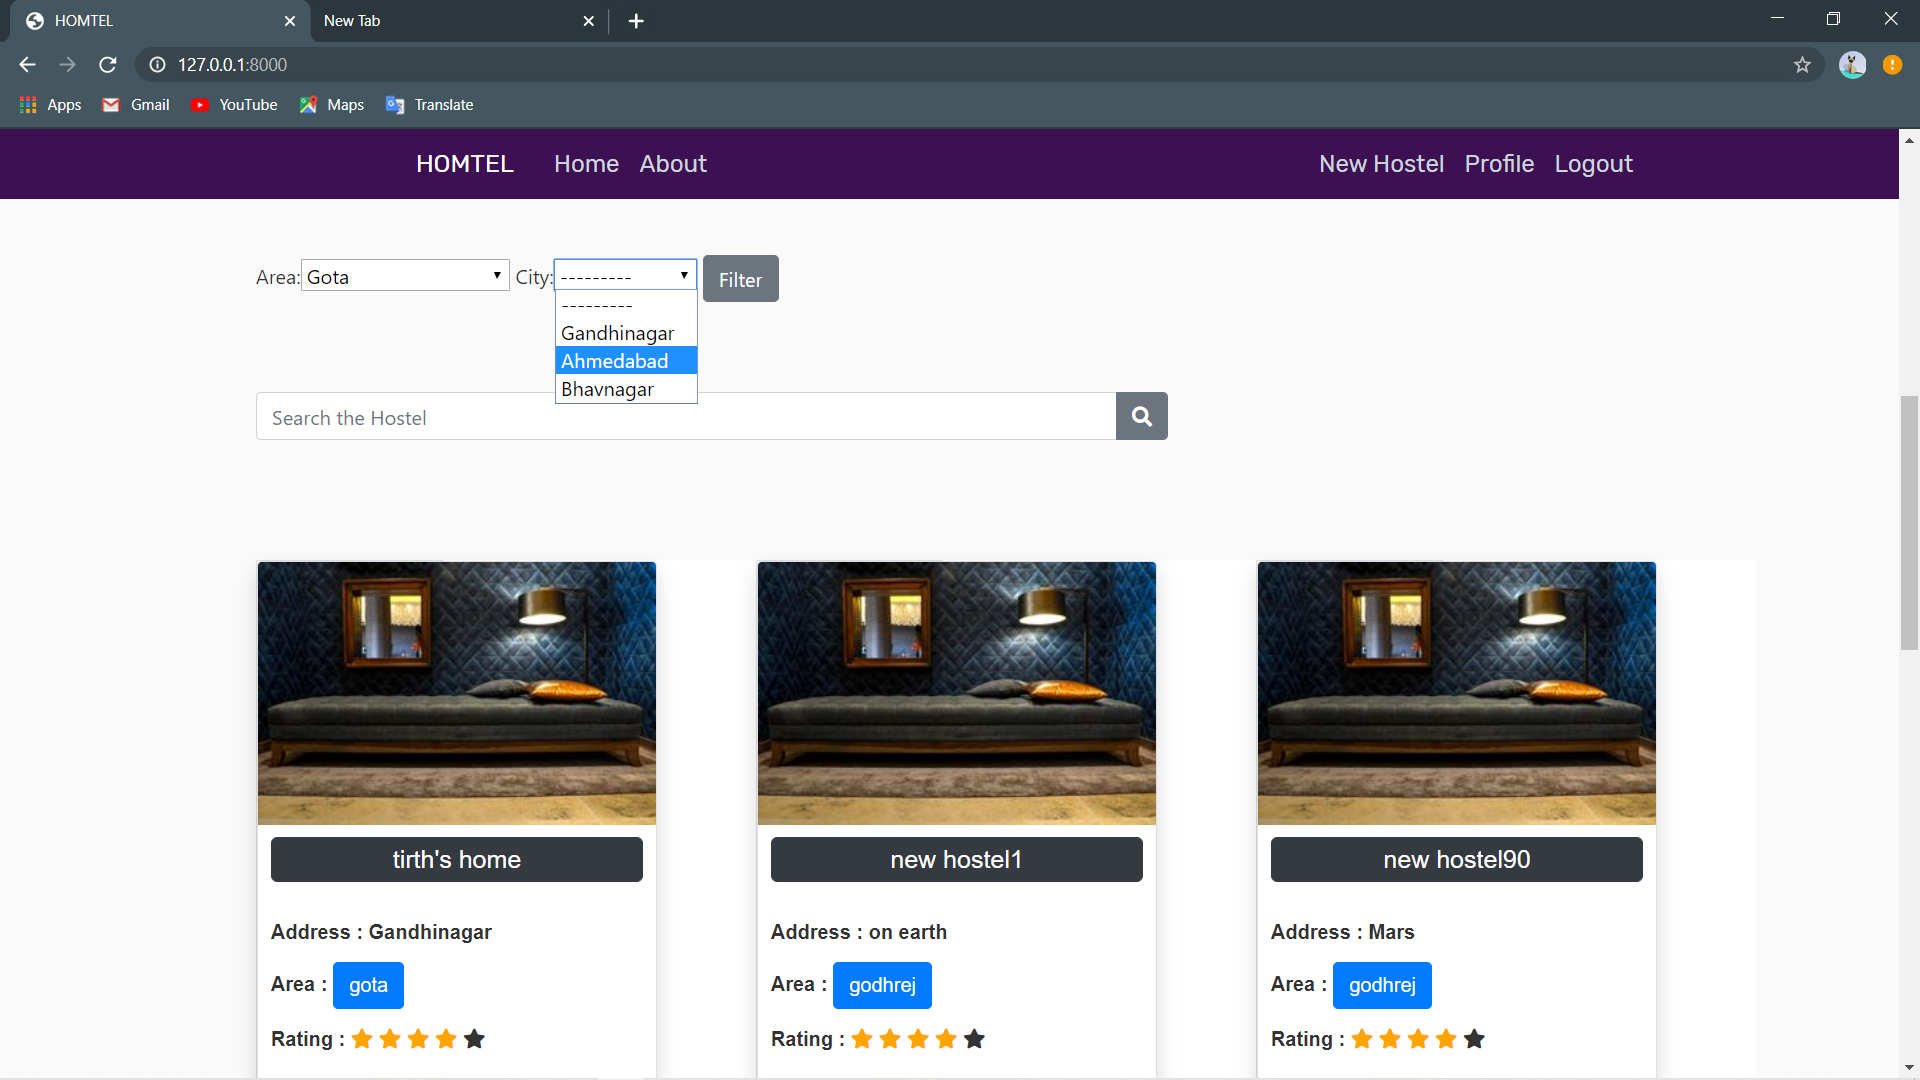 HOMTEL
New Tab
127.0.0.1:8000
Apps Gmail YouTube Maps Translate
HOMTEL Home About New Hostel Profile Logout
Area: Gota City: --------- Filter
---------
Gandhinagar
Ahmedabad
Bhavnagar
Search the Hostel
tirth's home
Address : Gandhinagar
Area : gota
Rating :
new hostel1
Address : on earth
Area : godhrej
Rating :
new hostel90
Address : Mars
Area : godhrej
Rating :